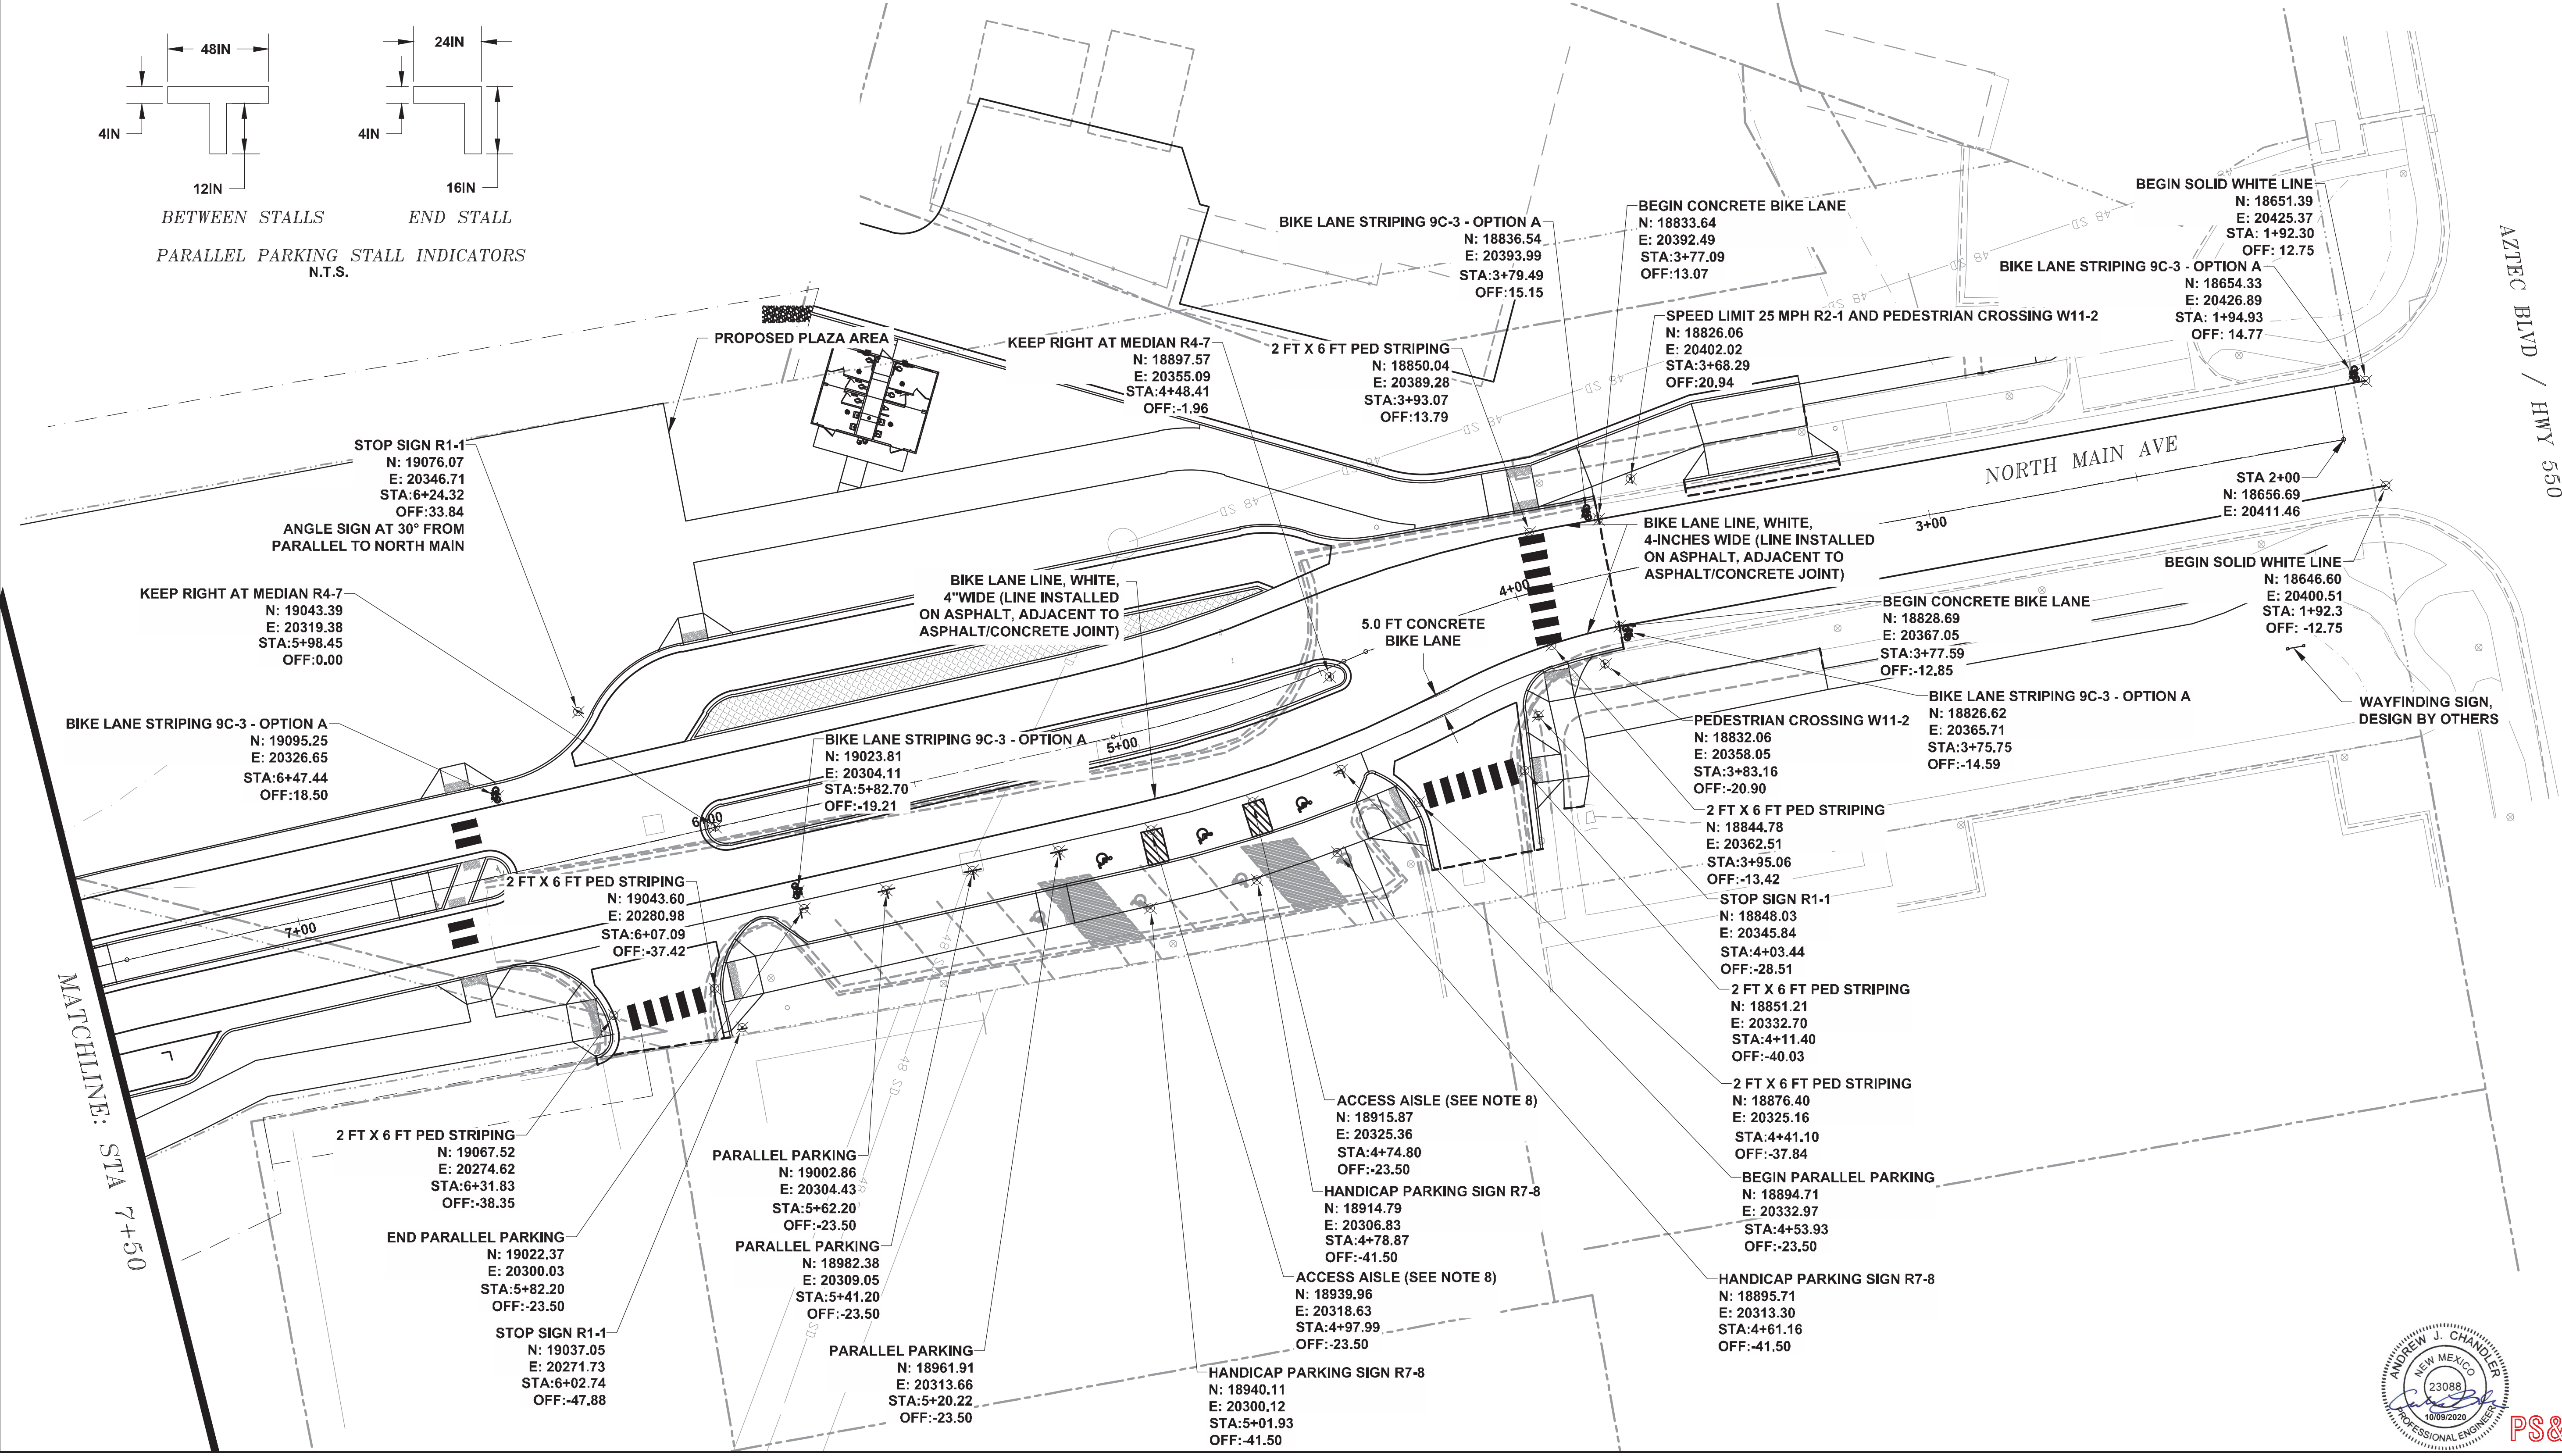 48IN
24IN
4IN
4IN
12IN
16IN
BETWEEN STALLS
END STALL
PARALLEL PARKING STALL INDICATORS
N.T.S.
PROPOSED PLAZA AREA
STOP SIGN R1-1
N: 19076.07
E: 20346.71
STA:6+24.32
OFF:33.84
ANGLE SIGN AT 30° FROM
PARALLEL TO NORTH MAIN
KEEP RIGHT AT MEDIAN R4-7
N: 19043.39
E: 20319.38
STA:5+98.45
OFF:0.00
BIKE LANE STRIPING 9C-3 - OPTION A
N: 19095.25
E: 20326.65
STA:6+47.44
OFF:18.50
KEEP RIGHT AT MEDIAN R4-7
N: 18897.57
E: 20355.09
STA:4+48.41
OFF:-1.96
2 FT X 6 FT PED STRIPING
N: 18850.04
E: 20389.28
STA:3+93.07
OFF:13.79
BIKE LANE STRIPING 9C-3 - OPTION A
N: 18836.54
E: 20393.99
STA:3+79.49
OFF:15.15
BEGIN CONCRETE BIKE LANE
N: 18833.64
E: 20392.49
STA:3+77.09
OFF:13.07
SPEED LIMIT 25 MPH R2-1 AND PEDESTRIAN CROSSING W11-2
N: 18826.06
E: 20402.02
STA:3+68.29
OFF:20.94
BEGIN SOLID WHITE LINE
N: 18651.39
E: 20425.37
STA: 1+92.30
OFF: 12.75
BIKE LANE STRIPING 9C-3 - OPTION A
N: 18654.33
E: 20426.89
STA: 1+94.93
OFF: 14.77
AZTEC BLVD / HWY 550
NORTH MAIN AVE
STA 2+00
N: 18656.69
E: 20411.46
3+00
4+00
5+00
6+00
7+00
BEGIN SOLID WHITE LINE
N: 18646.60
E: 20400.51
STA: 1+92.3
OFF: -12.75
WAYFINDING SIGN,
DESIGN BY OTHERS
BIKE LANE LINE, WHITE,
4-INCHES WIDE (LINE INSTALLED
ON ASPHALT, ADJACENT TO
ASPHALT/CONCRETE JOINT)
BIKE LANE LINE, WHITE,
4"WIDE (LINE INSTALLED
ON ASPHALT, ADJACENT TO
ASPHALT/CONCRETE JOINT)
5.0 FT CONCRETE
BIKE LANE
BEGIN CONCRETE BIKE LANE
N: 18828.69
E: 20367.05
STA:3+77.59
OFF:-12.85
BIKE LANE STRIPING 9C-3 - OPTION A
N: 18826.62
E: 20365.71
STA:3+75.75
OFF:-14.59
PEDESTRIAN CROSSING W11-2
N: 18832.06
E: 20358.05
STA:3+83.16
OFF:-20.90
2 FT X 6 FT PED STRIPING
N: 18844.78
E: 20362.51
STA:3+95.06
OFF:-13.42
STOP SIGN R1-1
N: 18848.03
E: 20345.84
STA:4+03.44
OFF:-28.51
2 FT X 6 FT PED STRIPING
N: 18851.21
E: 20332.70
STA:4+11.40
OFF:-40.03
2 FT X 6 FT PED STRIPING
N: 18876.40
E: 20325.16
STA:4+41.10
OFF:-37.84
BEGIN PARALLEL PARKING
N: 18894.71
E: 20332.97
STA:4+53.93
OFF:-23.50
HANDICAP PARKING SIGN R7-8
N: 18895.71
E: 20313.30
STA:4+61.16
OFF:-41.50
BIKE LANE STRIPING 9C-3 - OPTION A
N: 19023.81
E: 20304.11
STA:5+82.70
OFF:-19.21
2 FT X 6 FT PED STRIPING
N: 19043.60
E: 20280.98
STA:6+07.09
OFF:-37.42
2 FT X 6 FT PED STRIPING
N: 19067.52
E: 20274.62
STA:6+31.83
OFF:-38.35
END PARALLEL PARKING
N: 19022.37
E: 20300.03
STA:5+82.20
OFF:-23.50
STOP SIGN R1-1
N: 19037.05
E: 20271.73
STA:6+02.74
OFF:-47.88
PARALLEL PARKING
N: 19002.86
E: 20304.43
STA:5+62.20
OFF:-23.50
PARALLEL PARKING
N: 18982.38
E: 20309.05
STA:5+41.20
OFF:-23.50
PARALLEL PARKING
N: 18961.91
E: 20313.66
STA:5+20.22
OFF:-23.50
ACCESS AISLE (SEE NOTE 8)
N: 18915.87
E: 20325.36
STA:4+74.80
OFF:-23.50
HANDICAP PARKING SIGN R7-8
N: 18914.79
E: 20306.83
STA:4+78.87
OFF:-41.50
ACCESS AISLE (SEE NOTE 8)
N: 18939.96
E: 20318.63
STA:4+97.99
OFF:-23.50
HANDICAP PARKING SIGN R7-8
N: 18940.11
E: 20300.12
STA:5+01.93
OFF:-41.50
MATCHLINE: STA 7+50
48 SD
48 SD
48 SD
48 SD
48 SD
48 SD
48 SD
48 SD
ANDREW J. CHANDLER
NEW MEXICO
23088
10/09/2020
PROFESSIONAL ENGINEER
PS&